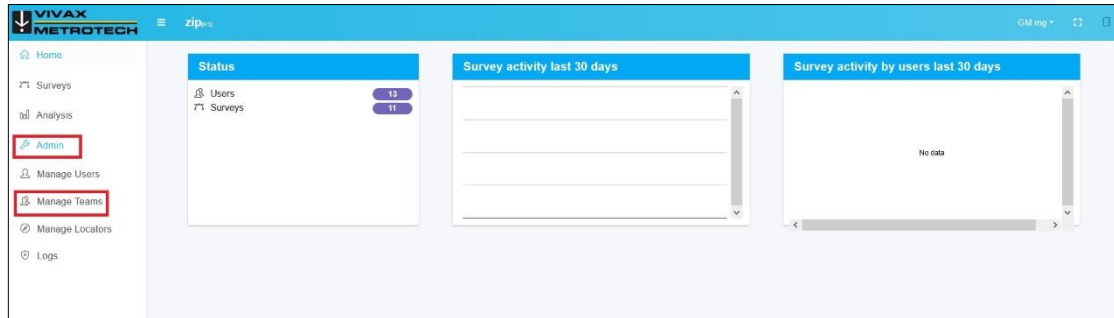 VIVAX
METROTECH
zip
GM mg
Home
Surveys
Analysis
Admin
Manage Users
Manage Teams
Manage Locators
Logs
Status
Users 13
Surveys 11
Survey activity last 30 days
Survey activity by users last 30 days
No data